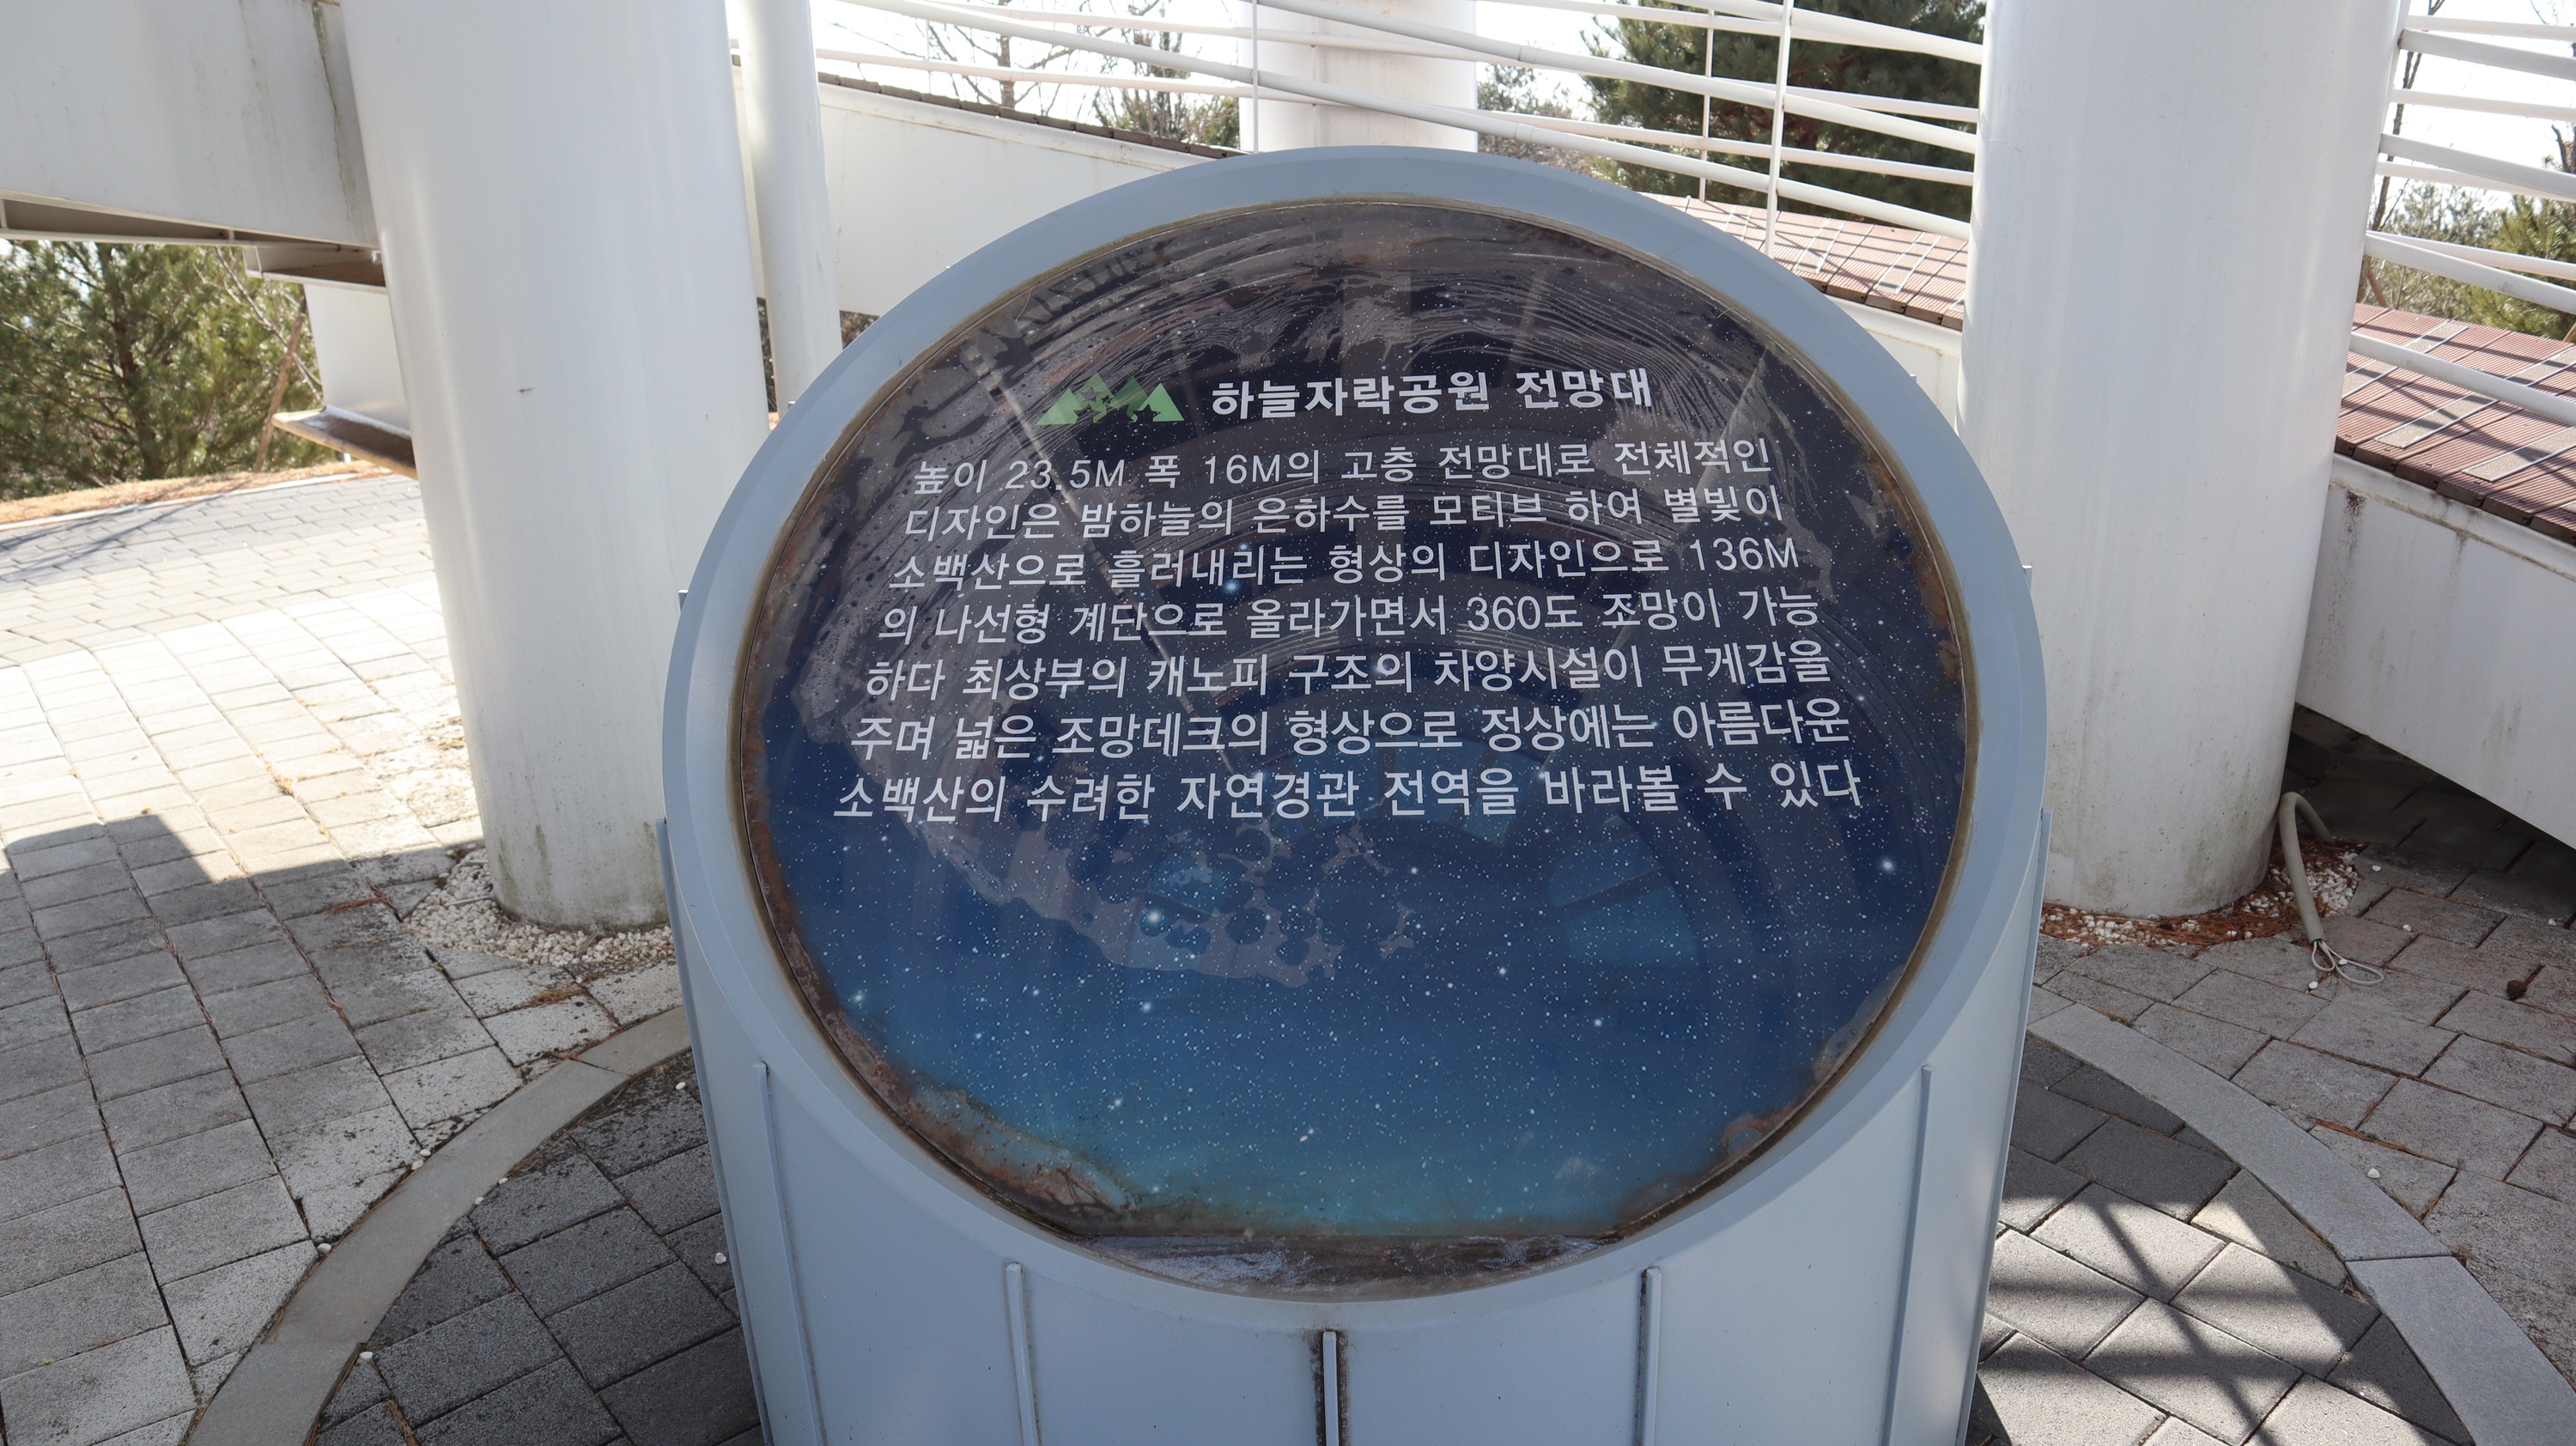 하늘자락공원 전망대
높이 23.5M 폭 16M의 고층 전망대로 전체적인
디자인은 밤하늘의 은하수를 모티브 하여 별빛이
소백산으로 흘러내리는 형상의 디자인으로 136M
의 나선형 계단으로 올라가면서 360도 조망이 가능
하다 최상부의 캐노피 구조의 차양시설이 무게감을
주며 넓은 조망데크의 형상으로 정상에는 아름다운
소백산의 수려한 자연경관 전역을 바라볼 수 있다